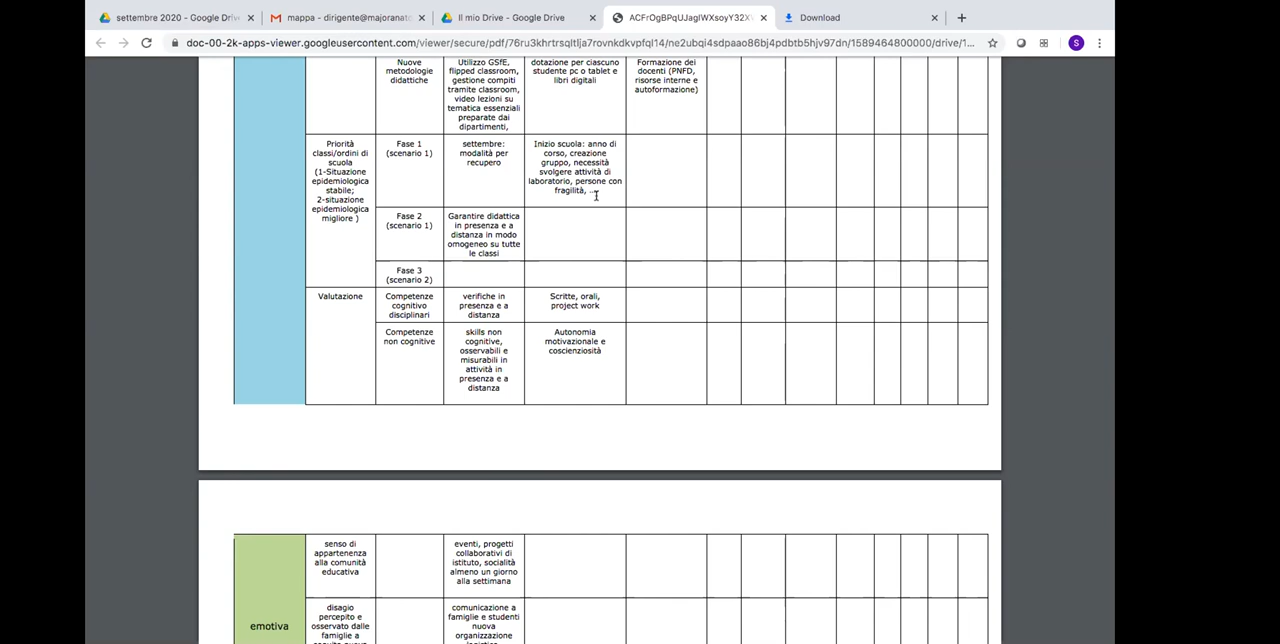 settembre 2020 - Google Driv
mappa - dirigente@majoranato
Il mio Drive - Google Drive
ACFrOgBPqUJaglWXsoyY32X
Download
doc-00-2k-apps-viewer.googleusercontent.com/viewer/secure/pdf/76ru3khrtrsqltlja7rovnkdkvpfql14/ne2ubqi4sdpaao86bj4pdbtb5hjv97dn/1589464800000/drive/1...
S
Nuove
metodologie
didattiche
Utilizzo GSfE,
flipped classroom,
gestione compiti
tramite classroom,
video lezioni su
tematica essenziali
preparate dai
dipartimenti,
dotazione per ciascuno
studente pc o tablet e
libri digitali
Formazione dei
docenti (PNFD,
risorse interne e
autoformazione)
Priorità
classi/ordini di
scuola
(1-Situazione
epidemiologica
stabile;
2-situazione
epidemiologica
migliore )
Fase 1
(scenario 1)
settembre:
modalità per
recupero
Inizio scuola: anno di
corso, creazione
gruppo, necessità
svolgere attività di
laboratorio, persone con
fragilità, ...
Fase 2
(scenario 1)
Garantire didattica
in presenza e a
distanza in modo
omogeneo su tutte
le classi
Fase 3
(scenario 2)
Valutazione
Competenze
cognitivo
disciplinari
verifiche in
presenza e a
distanza
Scritte, orali,
project work
Competenze
non cognitive
skills non
cognitive,
osservabili e
misurabili in
attività in
presenza e a
distanza
Autonomia
motivazionale e
coscienziosità
emotiva
senso di
appartenenza
alla comunità
educativa
eventi, progetti
collaborativi di
istituto, socialità
almeno un giorno
alla settimana
disagio
percepito e
osservato dalle
famiglie a
comunicazione a
famiglie e studenti
nuova
organizzazione